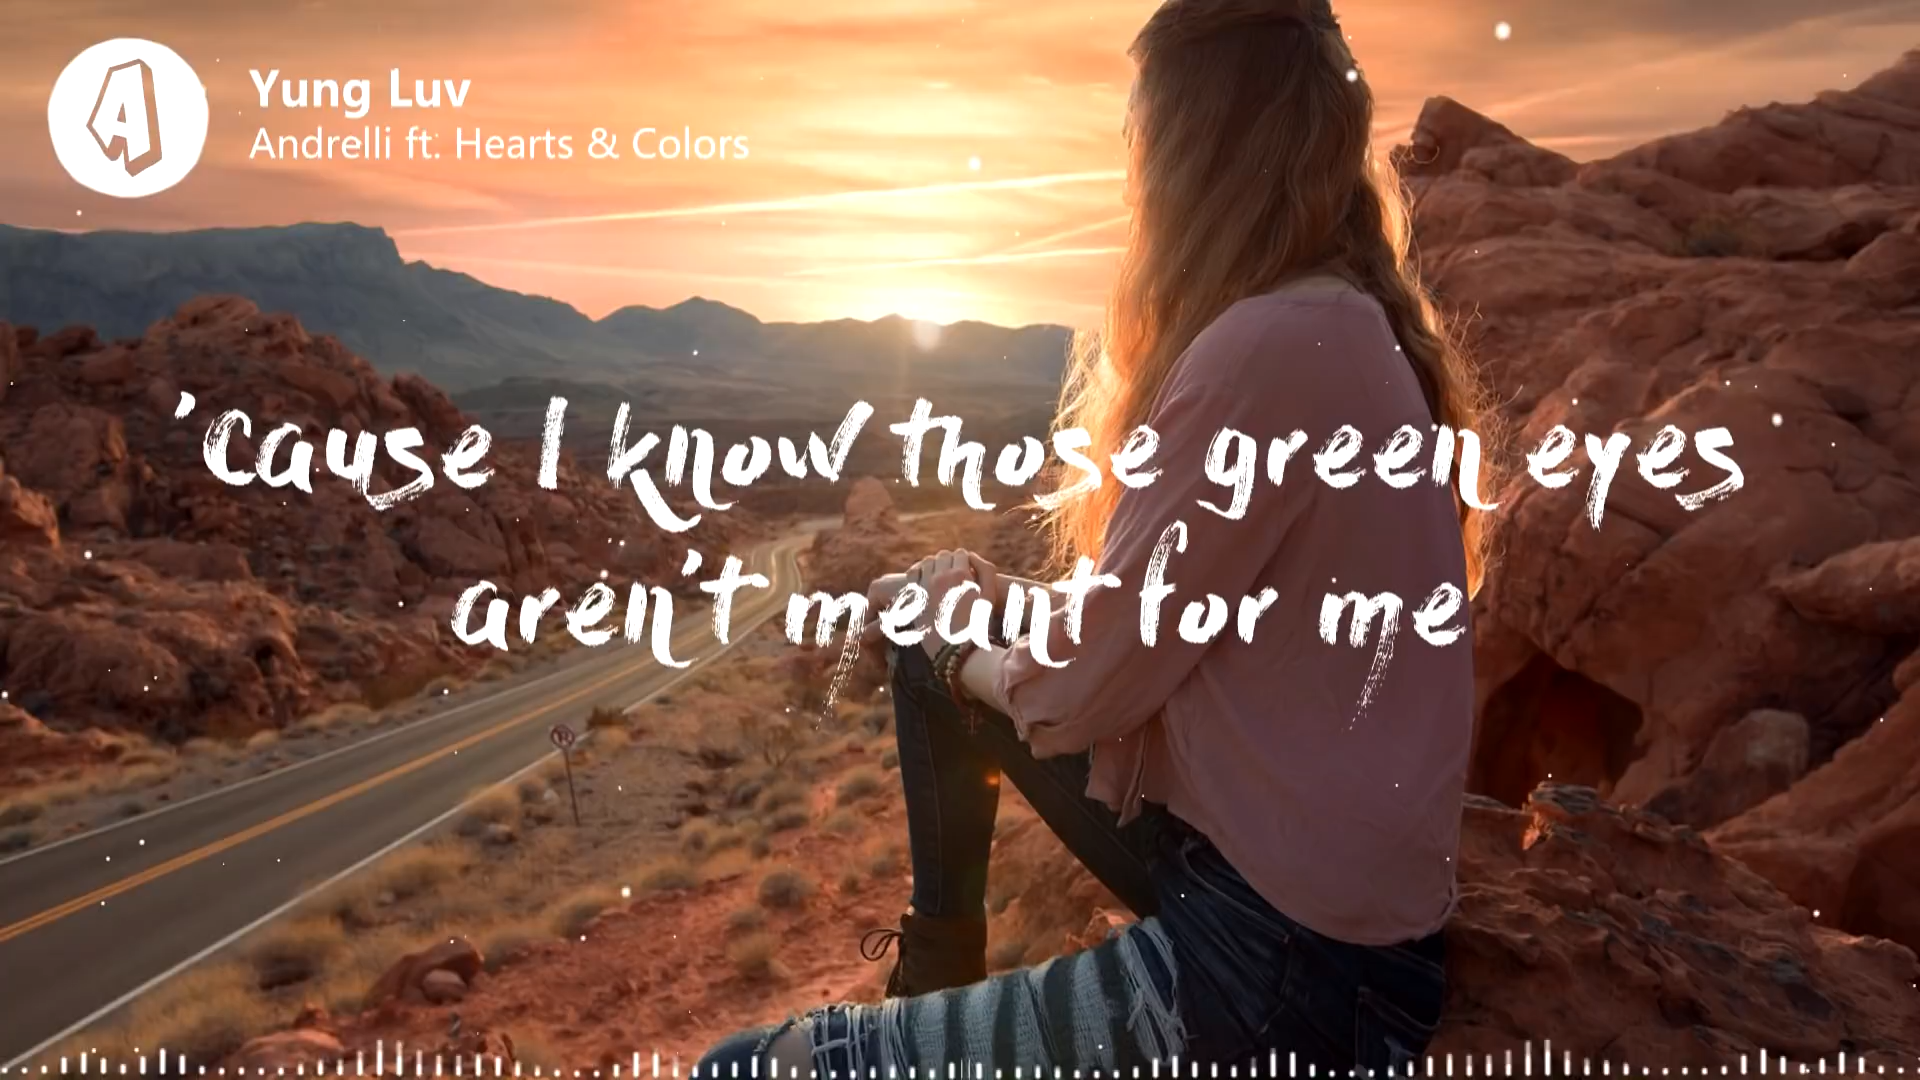 A
Yung Luv
Andrelli ft. Hearts & Colors
'cause I know those green eyes
aren't meant for me